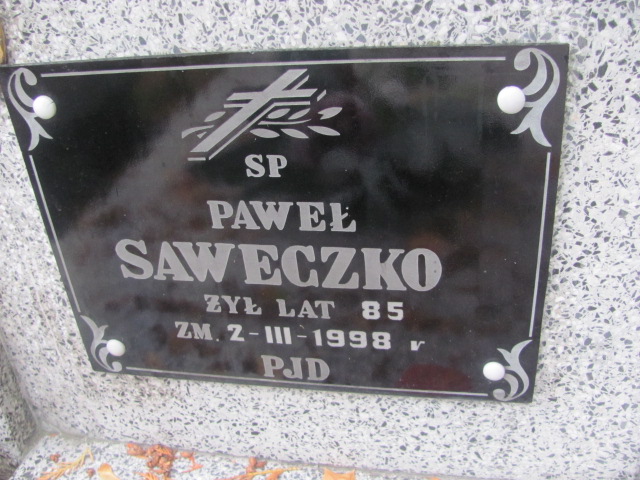 SP
PAWEŁ
SAWECZKO
ŻYŁ LAT 85
ZM. 2-III-1998 r
PJD